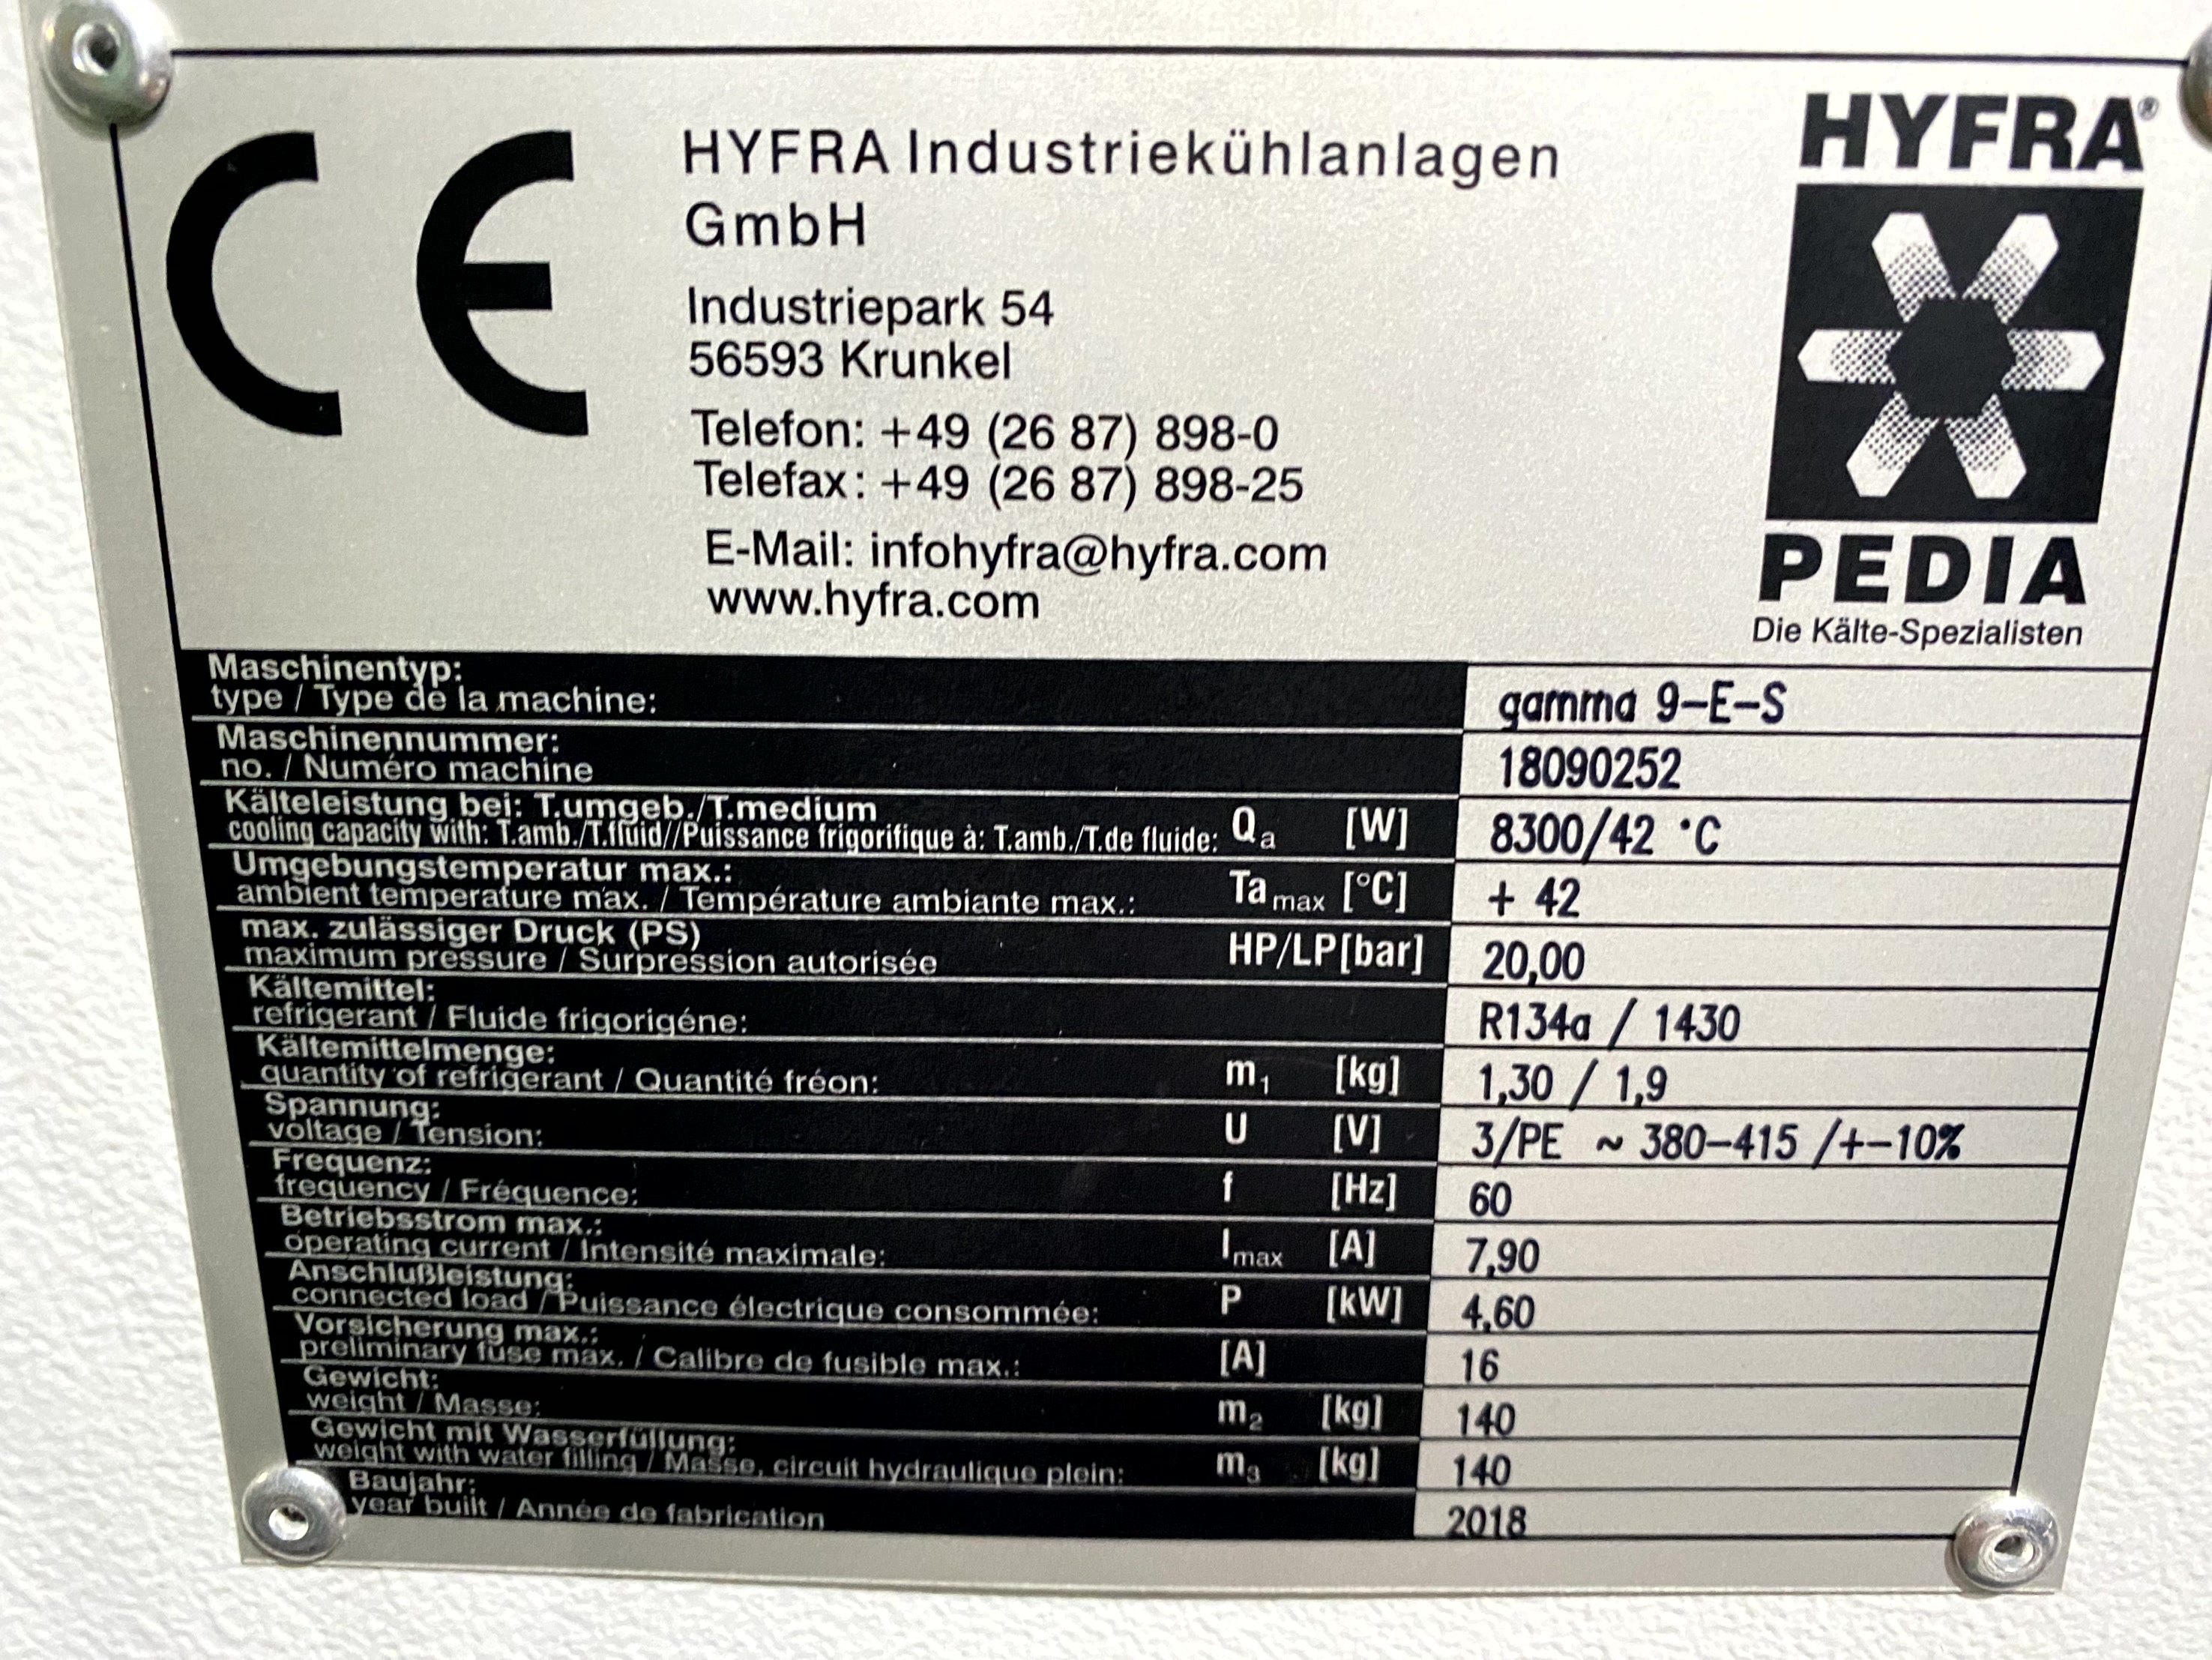 CE
HYFRA Industriekühlanlagen
GmbH
Industriepark 54
56593 Krunkel
Telefon: +49 (26 87) 898-0
Telefax: +49 (26 87) 898-25
E-Mail: infohyfra@hyfra.com
www.hyfra.com
HYFRA®
PEDIA
Die Kälte-Spezialisten
Maschinentyp:
type / Type de la machine: gamma 9-E-S
Maschinennummer:
no. / Numéro machine 18090252
Kälteleistung bei: T.umgeb./T.medium
cooling capacity with: T.amb./T.fluid//Puissance frigorifique à: T.amb./T.de fluide: Qa [W] 8300/42 °C
Umgebungstemperatur max.:
ambient temperature max. / Température ambiante max.: Ta max [°C] + 42
max. zulässiger Druck (PS)
maximum pressure / Surpression autorisée HP/LP[bar] 20,00
Kältemittel:
refrigerant / Fluide frigorigéne: R134a / 1430
Kältemittelmenge:
quantity of refrigerant / Quantité fréon: m1 [kg] 1,30 / 1,9
Spannung:
voltage / Tension: U [V] 3/PE ~ 380-415 /+-10%
Frequenz:
frequency / Fréquence: f [Hz] 60
Betriebsstrom max.:
operating current / Intensité maximale: Imax [A] 7,90
Anschlußleistung:
connected load / Puissance électrique consommée: P [kW] 4,60
Vorsicherung max.:
preliminary fuse max. / Calibre de fusible max.: [A] 16
Gewicht:
weight / Masse: m2 [kg] 140
Gewicht mit Wasserfüllung:
weight with water filling / Masse, circuit hydraulique plein: m3 [kg] 140
Baujahr:
year built / Année de fabrication 2018